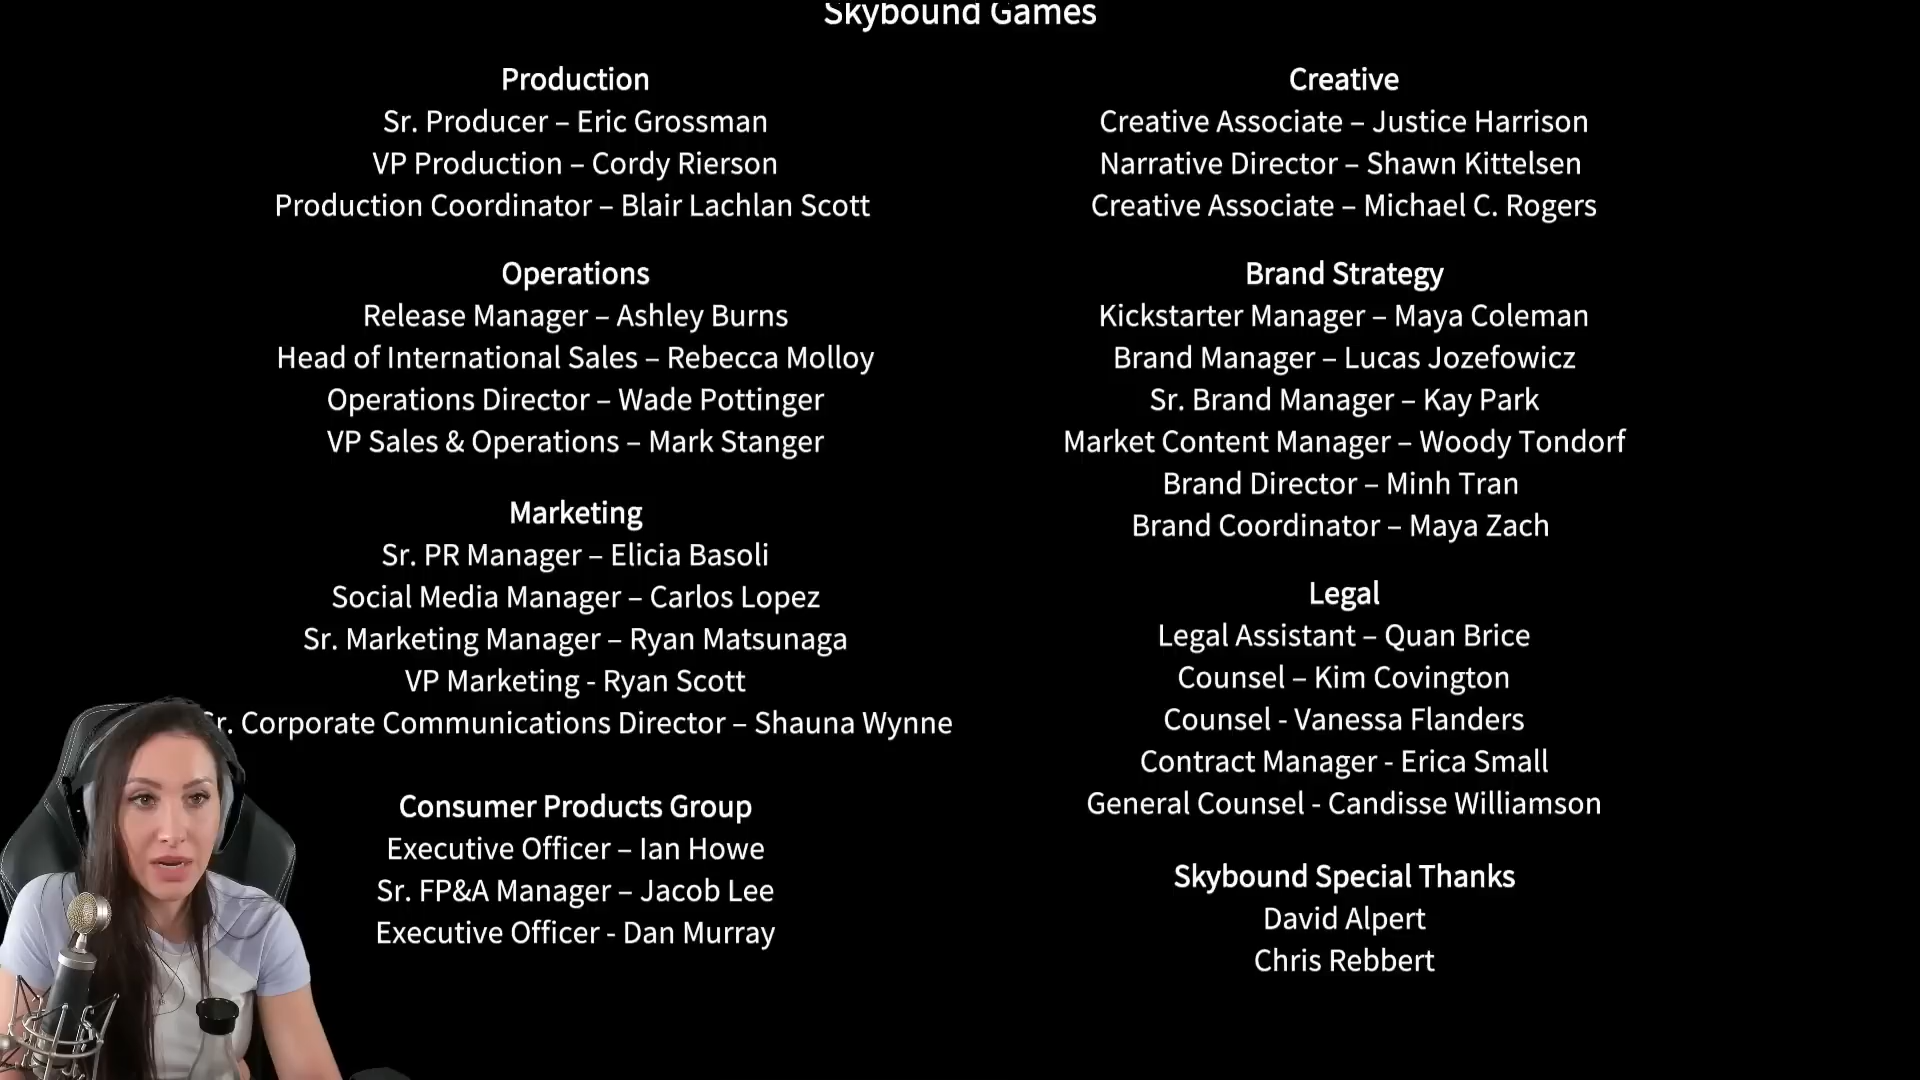 Skybound Games
Production
Sr. Producer – Eric Grossman
VP Production – Cordy Rierson
Production Coordinator – Blair Lachlan Scott
Operations
Release Manager – Ashley Burns
Head of International Sales – Rebecca Molloy
Operations Director – Wade Pottinger
VP Sales & Operations – Mark Stanger
Marketing
Sr. PR Manager – Elicia Basoli
Social Media Manager – Carlos Lopez
Sr. Marketing Manager – Ryan Matsunaga
VP Marketing - Ryan Scott
Sr. Corporate Communications Director – Shauna Wynne
Consumer Products Group
Executive Officer – Ian Howe
Sr. FP&A Manager – Jacob Lee
Executive Officer - Dan Murray
Creative
Creative Associate – Justice Harrison
Narrative Director – Shawn Kittelsen
Creative Associate – Michael C. Rogers
Brand Strategy
Kickstarter Manager – Maya Coleman
Brand Manager – Lucas Jozefowicz
Sr. Brand Manager – Kay Park
Market Content Manager – Woody Tondorf
Brand Director – Minh Tran
Brand Coordinator – Maya Zach
Legal
Legal Assistant – Quan Brice
Counsel – Kim Covington
Counsel - Vanessa Flanders
Contract Manager - Erica Small
General Counsel - Candisse Williamson
Skybound Special Thanks
David Alpert
Chris Rebbert